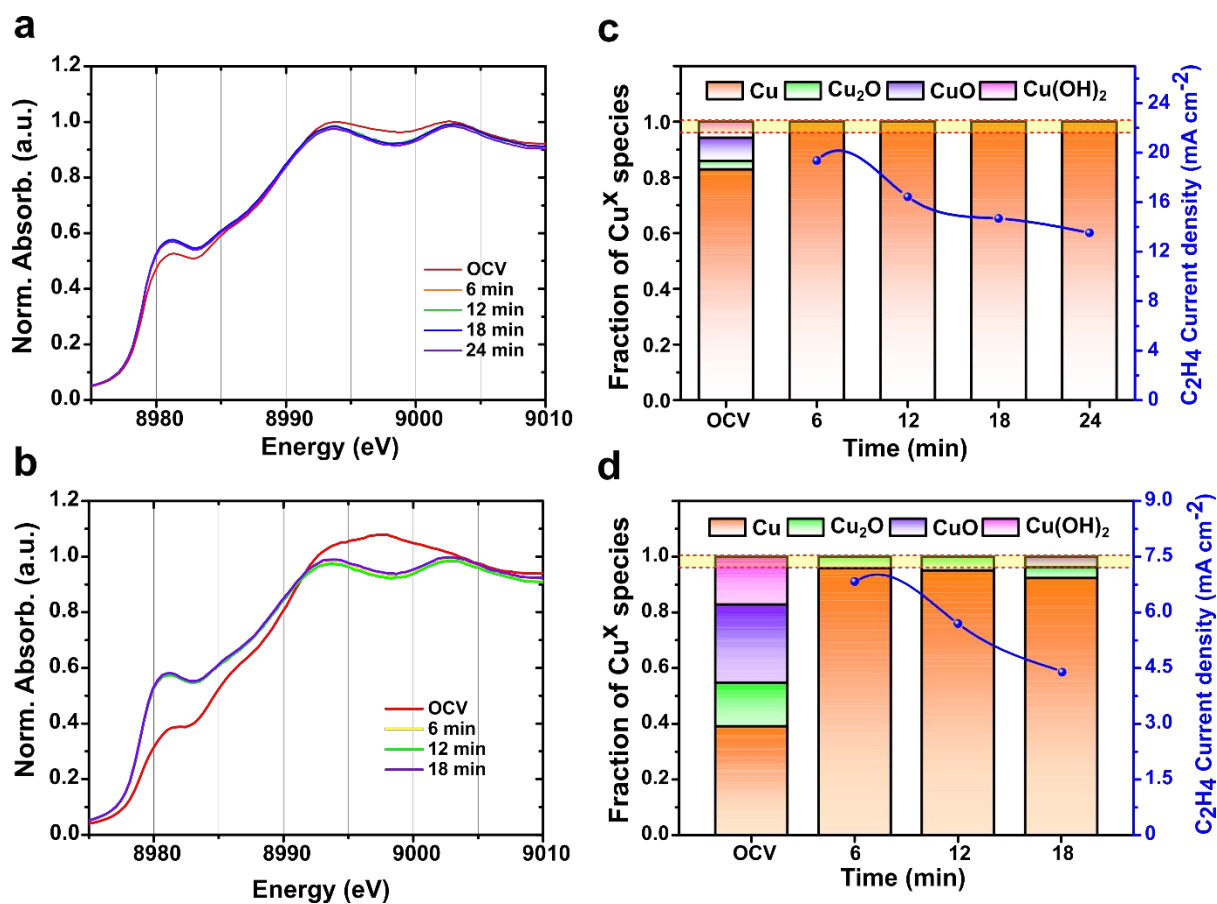 a
Norm. Absorb. (a.u.)
1.2
1.0
0.8
0.6
0.4
0.2
0.0
OCV
6 min
12 min
18 min
24 min
8980
8990
9000
9010
Energy (eV)
c
Fraction of Cuˣ species
1.0
0.8
0.6
0.4
0.2
0.0
Cu
Cu₂O
CuO
Cu(OH)₂
24
20
16
12
8
4
0
C₂H4 Current density (mA cm⁻²)
OCV
6
12
18
24
Time (min)
b
Norm. Absorb. (a.u.)
1.2
1.0
0.8
0.6
0.4
0.2
0.0
OCV
6 min
12 min
18 min
8980
8990
9000
9010
Energy (eV)
d
Fraction of Cuˣ species
1.0
0.8
0.6
0.4
0.2
0.0
Cu
Cu₂O
CuO
Cu(OH)₂
9.0
7.5
6.0
4.5
3.0
1.5
0.0
C₂H4 Current density (mA cm⁻²)
OCV
6
12
18
Time (min)